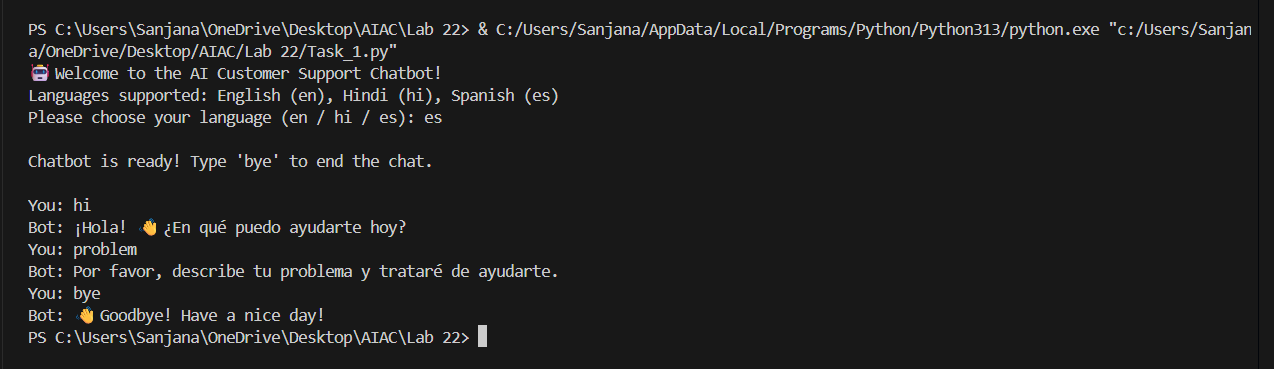 PS C:\Users\Sanjana\OneDrive\Desktop\AIAC\Lab 22> & C:/Users/Sanjana/AppData/Local/Programs/Python/Python313/python.exe "c:/Users/Sanjan
a/OneDrive/Desktop/AIAC/Lab 22/Task_1.py"
🤖 Welcome to the AI Customer Support Chatbot!
Languages supported: English (en), Hindi (hi), Spanish (es)
Please choose your language (en / hi / es): es
Chatbot is ready! Type 'bye' to end the chat.
You: hi
Bot: ¡Hola! 👋 ¿En qué puedo ayudarte hoy?
You: problem
Bot: Por favor, describe tu problema y trataré de ayudarte.
You: bye
Bot: 👋 Goodbye! Have a nice day!
PS C:\Users\Sanjana\OneDrive\Desktop\AIAC\Lab 22>